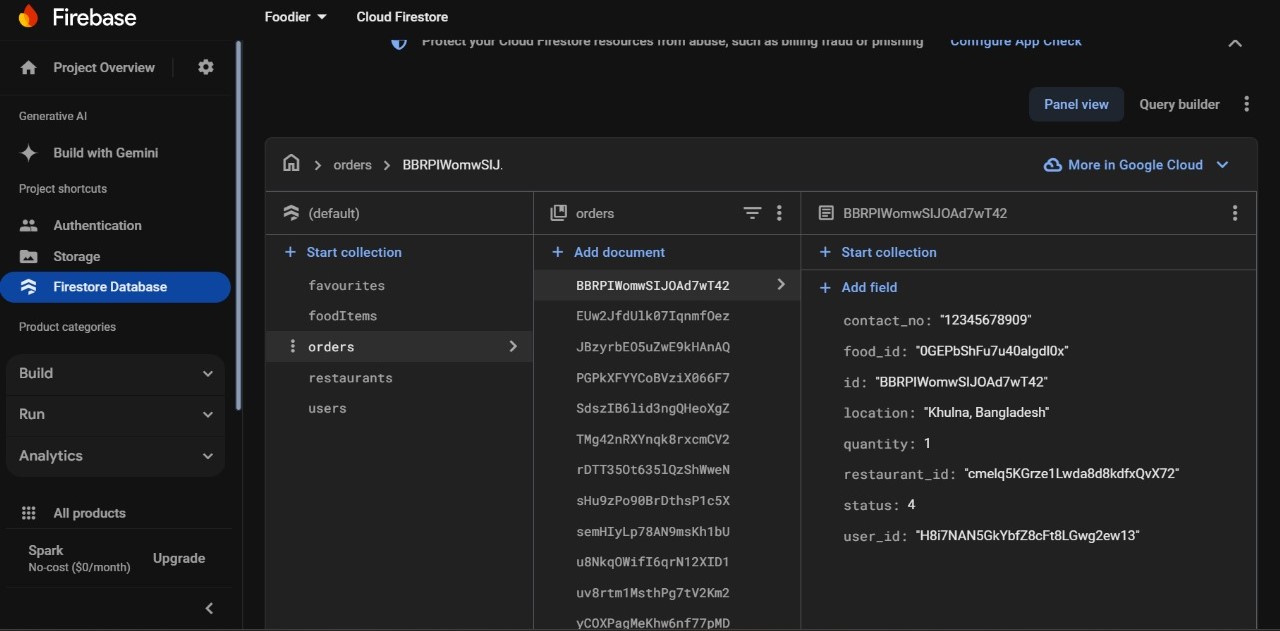 Firebase
Foodier
Cloud Firestore
Protect your Cloud Firestore resources from abuse, such as billing fraud or phishing
Configure App Check
Project Overview
Generative AI
Build with Gemini
Project shortcuts
Authentication
Storage
Firestore Database
Product categories
Build
Run
Analytics
All products
Spark
No-cost ($0/month)
Upgrade
Panel view
Query builder
orders
BBRPIWomwSIJ.
More in Google Cloud
(default)
Start collection
favourites
foodItems
orders
restaurants
users
orders
Add document
BBRPIWomwSIJOAd7wT42
EUw2JfdUlk07IqnmfOez
JBzyrbEO5uZwE9kHAnAQ
PGPkXFYYCoBVziX066F7
SdszIB6lid3ngQHeoXgZ
TMg42nRXYnqk8rxcmCV2
rDTT35Ot635lQzShWweN
sHu9zPo90BrDthsP1c5X
semHIyLp78AN9msKh1bU
u8NkqOWifI6qrN12XID1
uv8rtm1MsthPg7tV2Km2
yCOXPagMeKhw6nf77pMD
BBRPIWomwSIJOAd7wT42
Start collection
Add field
contact_no: "12345678909"
food_id: "0GEPbShFu7u40algdI0x"
id: "BBRPIWomwSIJOAd7wT42"
location: "Khulna, Bangladesh"
quantity: 1
restaurant_id: "cmelq5KGrze1Lwda8d8kdfxQvX72"
status: 4
user_id: "H8i7NAN5GkYbfZ8cFt8LGwg2ew13"